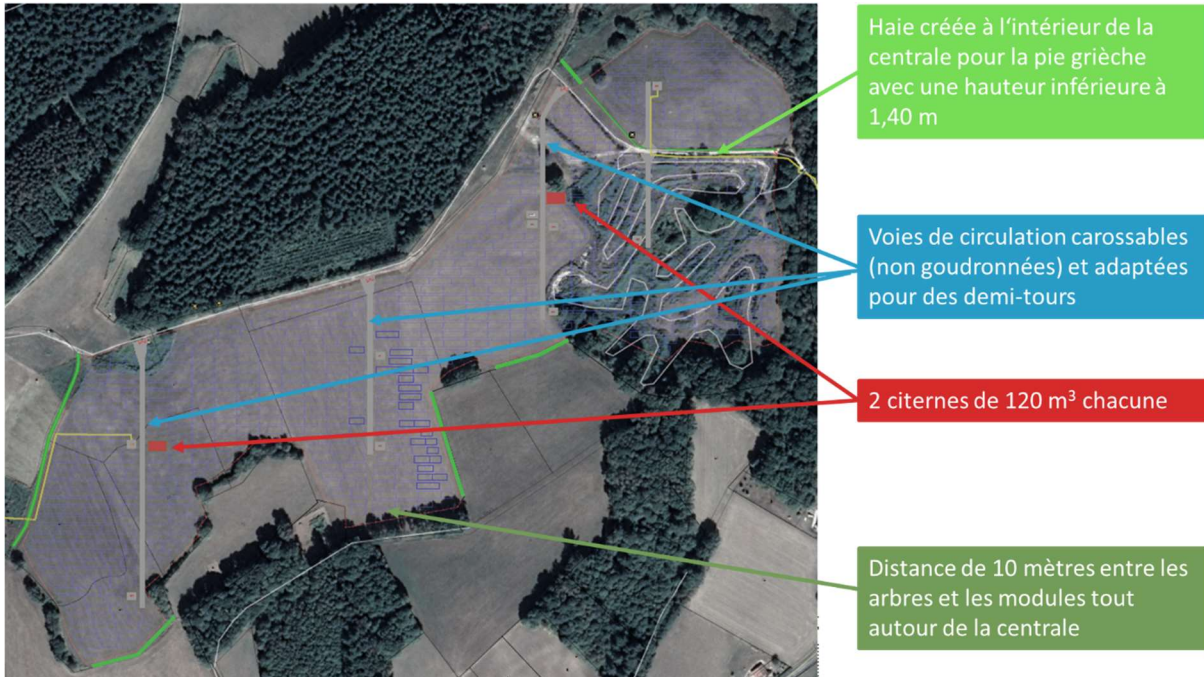 Haie créée à l'intérieur de la
centrale pour la pie grièche
avec une hauteur inférieure à
1,40 m
Voies de circulation carossables
(non goudronnées) et adaptées
pour des demi-tours
2 citernes de 120 m³ chacune
Distance de 10 mètres entre les
arbres et les modules tout
autour de la centrale